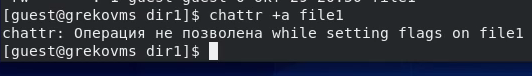 [guest@grekovms dir1]$ chattr +a file1
chattr: Операция не позволена while setting flags on file1
[guest@grekovms dir1]$